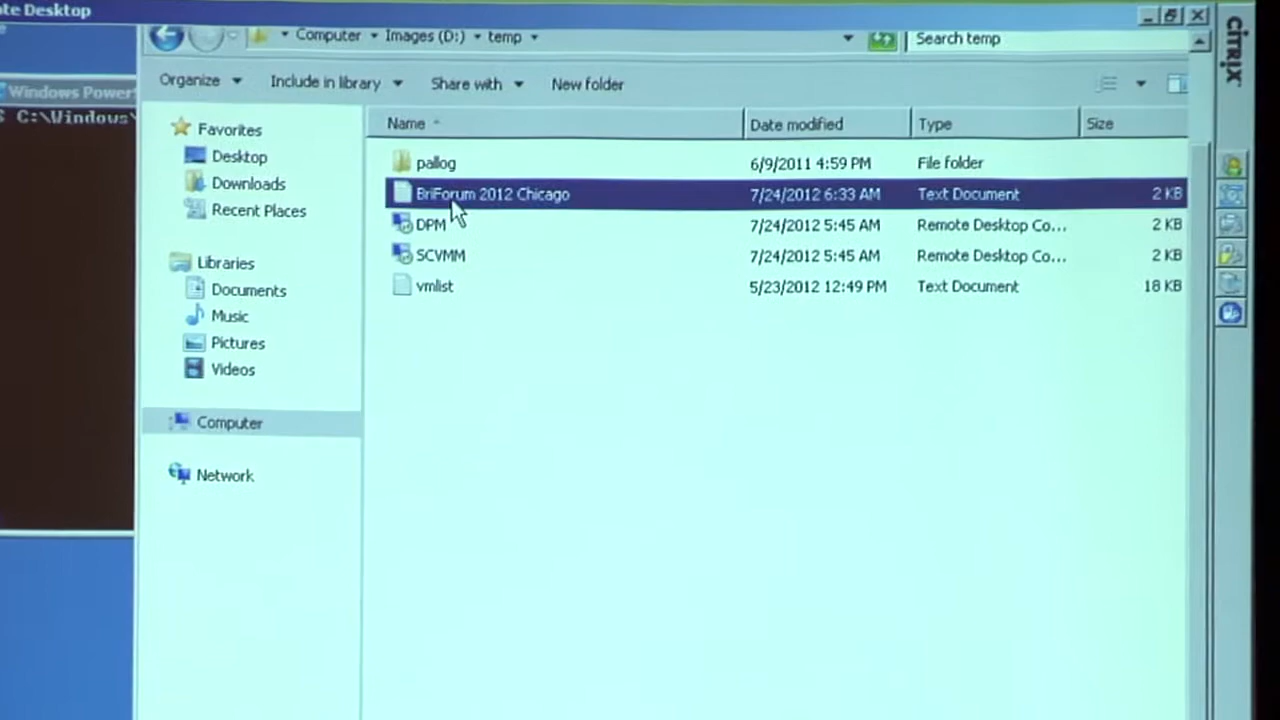 te Desktop
Computer Images (D:) temp
Search temp
CITRIX
Organize Include in library Share with New folder
Windows Power
C:\Windows\
Name Date modified Type Size
Favorites
Desktop
Downloads
Recent Places
Libraries
Documents
Music
Pictures
Videos
Computer
Network
pallog 6/9/2011 4:59 PM File folder
BriForum 2012 Chicago 7/24/2012 6:33 AM Text Document 2 KB
DPM 7/24/2012 5:45 AM Remote Desktop Co... 2 KB
SCVMM 7/24/2012 5:45 AM Remote Desktop Co... 2 KB
vmlist 5/23/2012 12:49 PM Text Document 18 KB